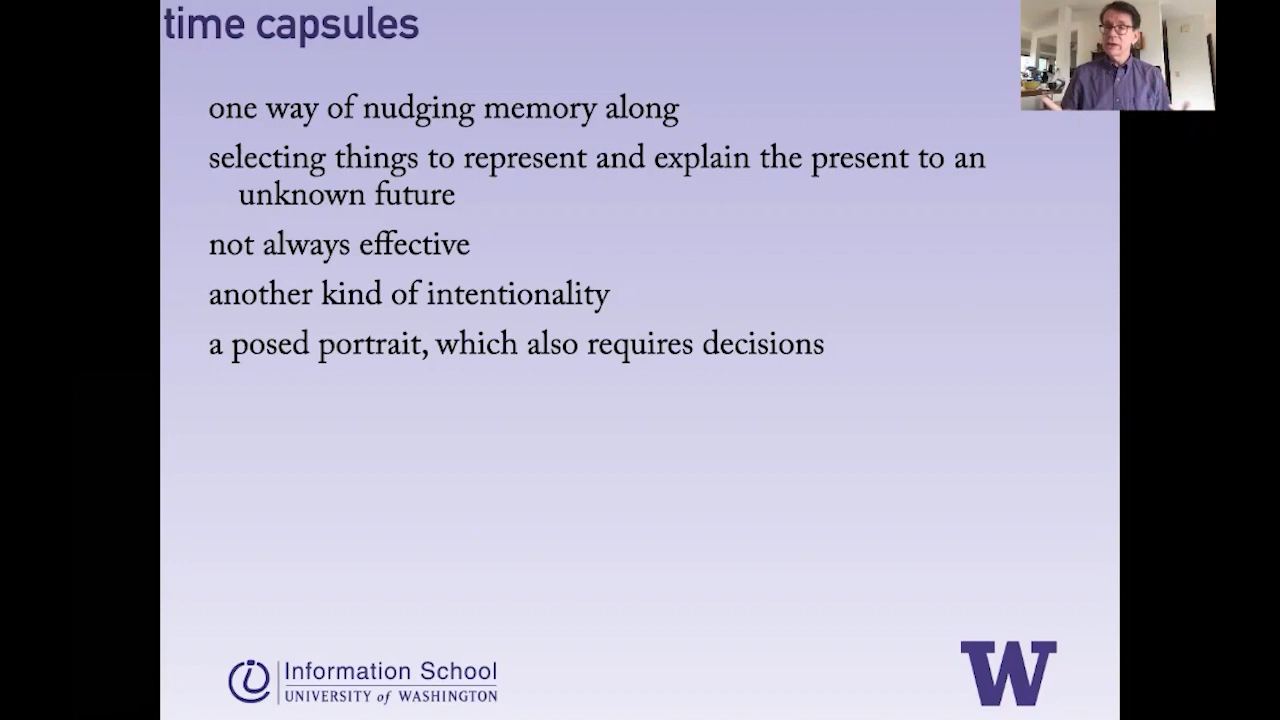 time capsules
one way of nudging memory along
selecting things to represent and explain the present to an
unknown future
not always effective
another kind of intentionality
a posed portrait, which also requires decisions
Information School
UNIVERSITY of WASHINGTON
W